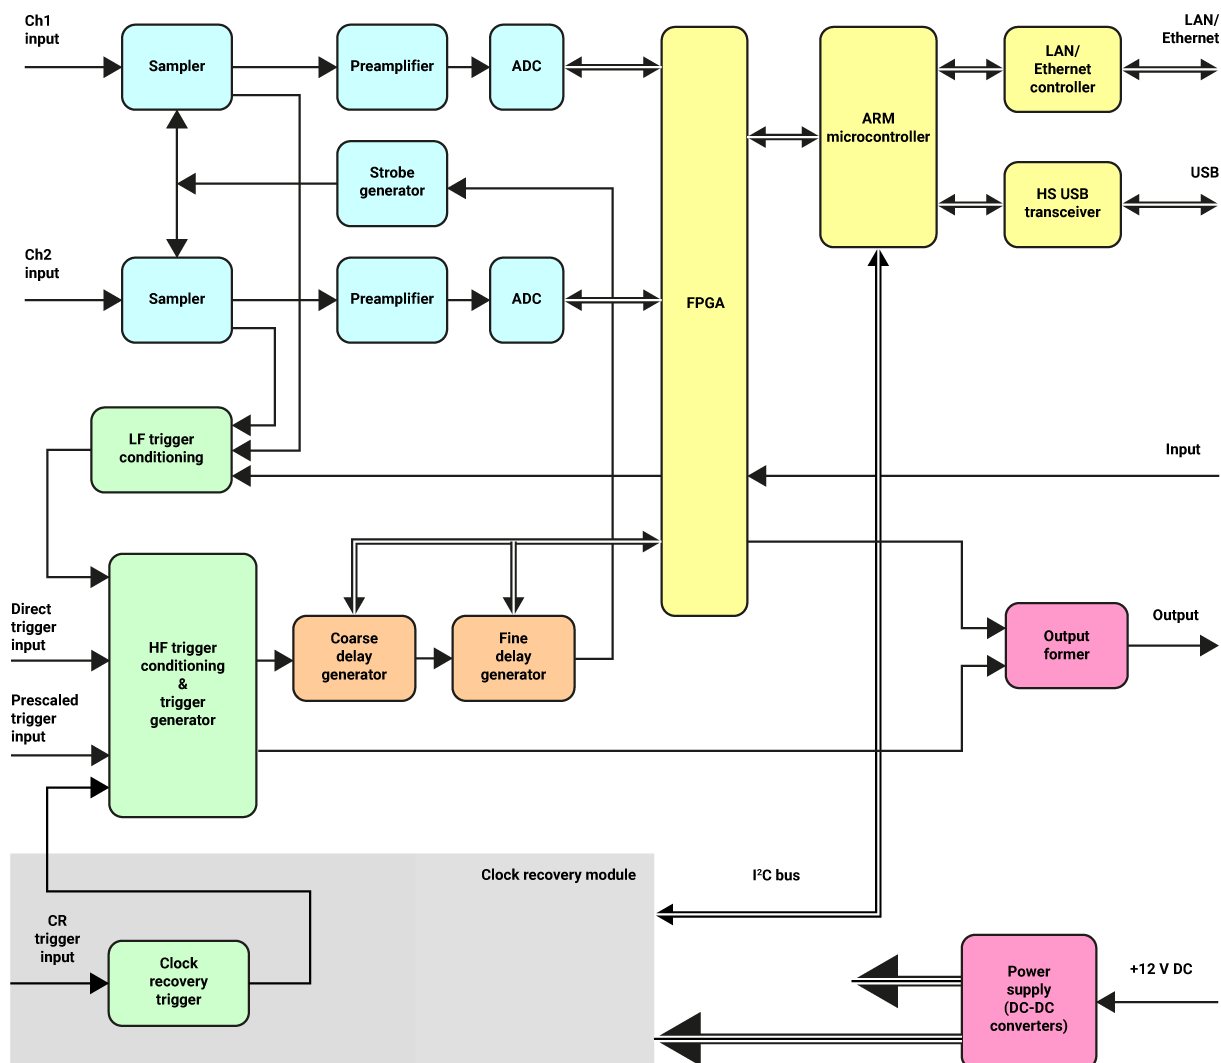 Ch1
input
Sampler
Preamplifier
ADC
LAN/
Ethernet
LAN/
Ethernet
controller
ARM
microcontroller
Strobe
generator
USB
HS USB
transceiver
Ch2
input
Sampler
Preamplifier
ADC
FPGA
LF trigger
conditioning
Input
Direct
trigger
input
Prescaled
trigger
input
HF trigger
conditioning
&
trigger
generator
Coarse
delay
generator
Fine
delay
generator
Output
former
Output
Clock recovery module
I²C bus
CR
trigger
input
Clock
recovery
trigger
Power
supply
(DC-DC
converters)
+12 V DC